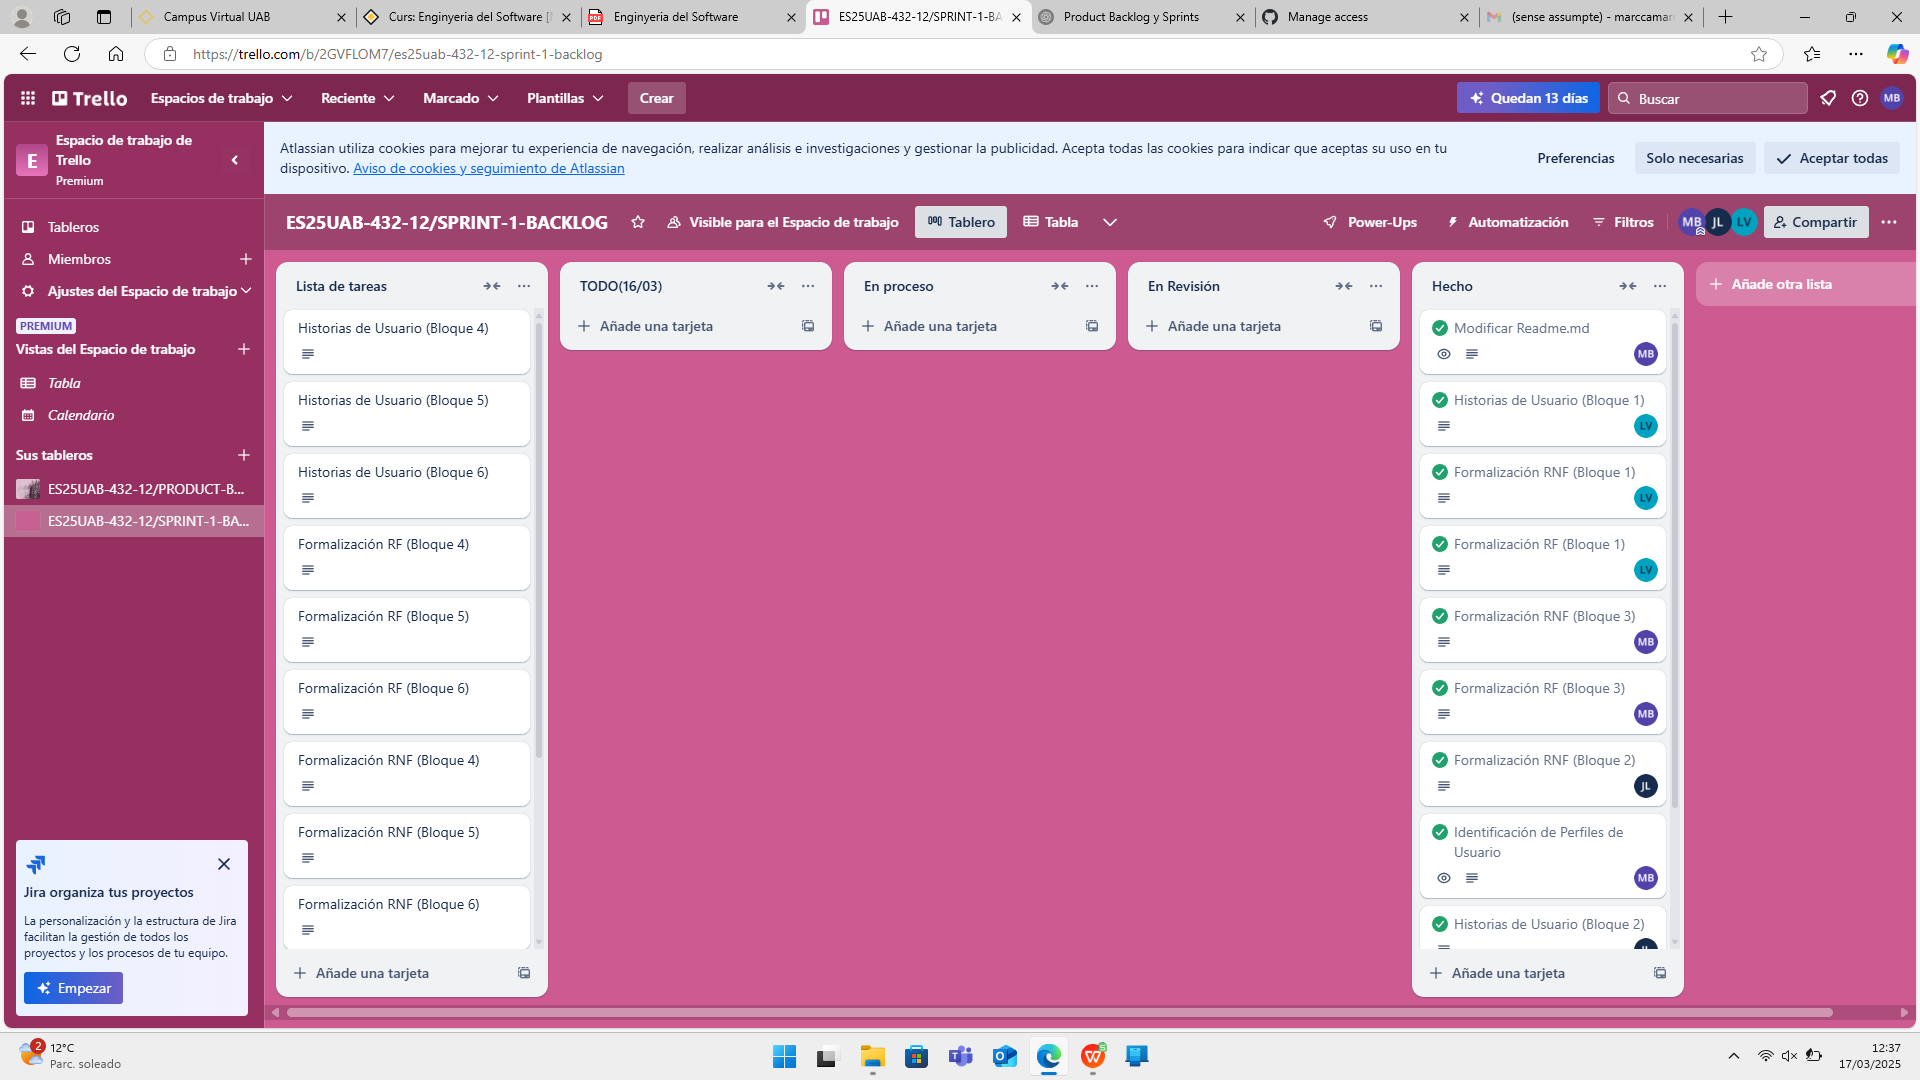 Campus Virtual UAB
Curs: Enginyeria del Software [
Enginyeria del Software
ES25UAB-432-12/SPRINT-1-BA
Product Backlog y Sprints
Manage access
(sense assumpte) - marccamar
https://trello.com/b/2GVFLOM7/es25uab-432-12-sprint-1-backlog
Trello
Espacios de trabajo
Reciente
Marcado
Plantillas
Crear
Quedan 13 días
Buscar
MB
E
Espacio de trabajo de
Trello
Premium
Atlassian utiliza cookies para mejorar tu experiencia de navegación, realizar análisis e investigaciones y gestionar la publicidad. Acepta todas las cookies para indicar que aceptas su uso en tu
dispositivo. Aviso de cookies y seguimiento de Atlassian
Preferencias
Solo necesarias
Aceptar todas
Tableros
Miembros
Ajustes del Espacio de trabajo
PREMIUM
Vistas del Espacio de trabajo
Tabla
Calendario
Sus tableros
ES25UAB-432-12/PRODUCT-B...
ES25UAB-432-12/SPRINT-1-BA...
Jira organiza tus proyectos
La personalización y la estructura de Jira
facilitan la gestión de todos los
proyectos y los procesos de tu equipo.
Empezar
ES25UAB-432-12/SPRINT-1-BACKLOG
Visible para el Espacio de trabajo
Tablero
Tabla
Power-Ups
Automatización
Filtros
MB
JL
LV
Compartir
Lista de tareas
Historias de Usuario (Bloque 4)
Historias de Usuario (Bloque 5)
Historias de Usuario (Bloque 6)
Formalización RF (Bloque 4)
Formalización RF (Bloque 5)
Formalización RF (Bloque 6)
Formalización RNF (Bloque 4)
Formalización RNF (Bloque 5)
Formalización RNF (Bloque 6)
Añade una tarjeta
TODO(16/03)
Añade una tarjeta
En proceso
Añade una tarjeta
En Revisión
Añade una tarjeta
Hecho
Modificar Readme.md
MB
Historias de Usuario (Bloque 1)
LV
Formalización RNF (Bloque 1)
LV
Formalización RF (Bloque 1)
LV
Formalización RNF (Bloque 3)
MB
Formalización RF (Bloque 3)
MB
Formalización RNF (Bloque 2)
JL
Identificación de Perfiles de
Usuario
MB
Historias de Usuario (Bloque 2)
JL
Añade una tarjeta
Añade otra lista
2
12°C
Parc. soleado
12:37
17/03/2025